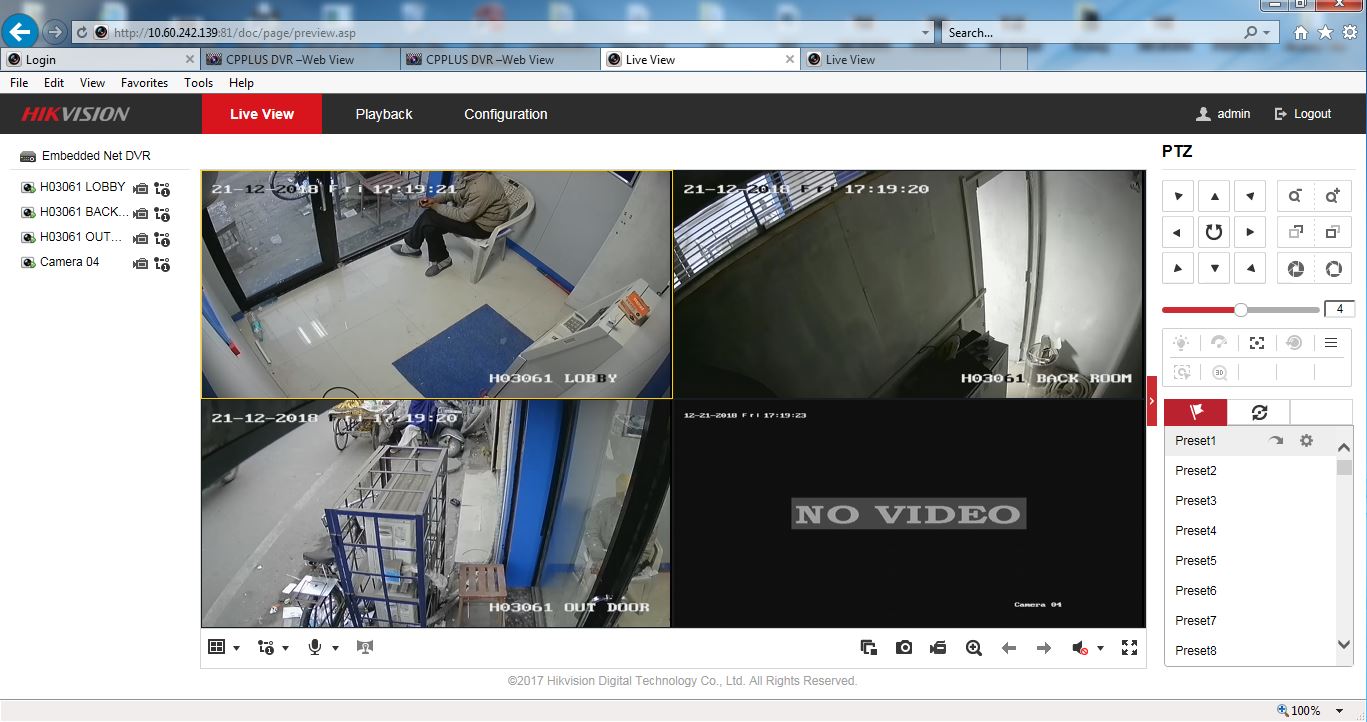 http://10.60.242.139:81/doc/page/preview.asp
Search...
Login
CPPLUS DVR –Web View
CPPLUS DVR –Web View
Live View
Live View
File Edit View Favorites Tools Help
HIKVISION
Live View
Playback
Configuration
admin
Logout
Embedded Net DVR
H03061 LOBBY
H03061 BACK...
H03061 OUT...
Camera 04
21-12-2018 Fri 17:19:21
H03061 LOBBY
21-12-2018 Fri 17:19:20
H03061 BACK ROOM
21-12-2018 Fri 17:19:20
H03061 OUT DOOR
12-21-2018 Fri 17:19:23
NO VIDEO
Camera 04
PTZ
4
3D
Preset1
Preset2
Preset3
Preset4
Preset5
Preset6
Preset7
Preset8
©2017 Hikvision Digital Technology Co., Ltd. All Rights Reserved.
100%